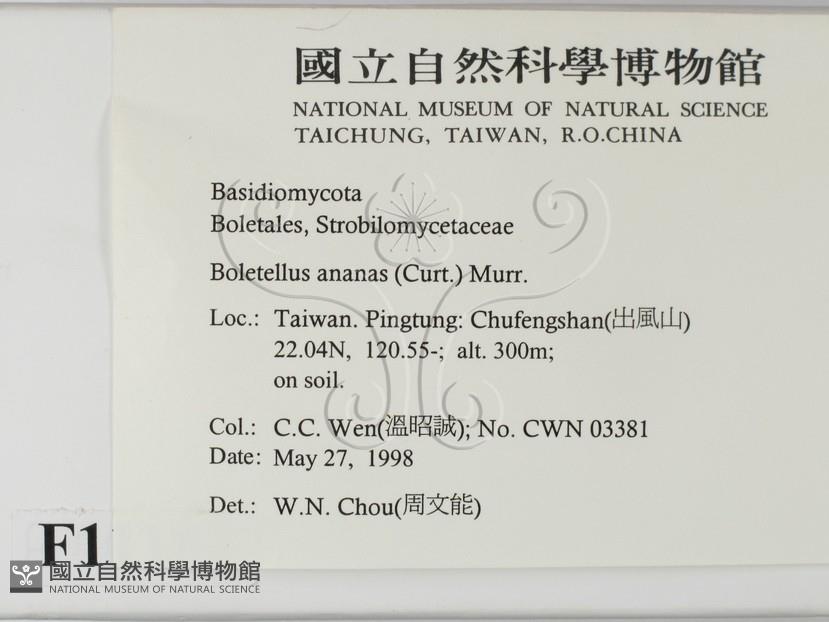 國立自然科學博物館
NATIONAL MUSEUM OF NATURAL SCIENCE
TAICHUNG, TAIWAN, R.O.CHINA
Basidiomycota
Boletales, Strobilomycetaceae
Boletellus ananas (Curt.) Murr.
Loc.: Taiwan. Pingtung: Chufengshan(出風山)
22.04N, 120.55-; alt. 300m;
on soil.
Col.: C.C. Wen(溫昭誠); No. CWN 03381
Date: May 27, 1998
Det.: W.N. Chou(周文能)
F1
國立自然科學博物館
NATIONAL MUSEUM OF NATURAL SCIENCE